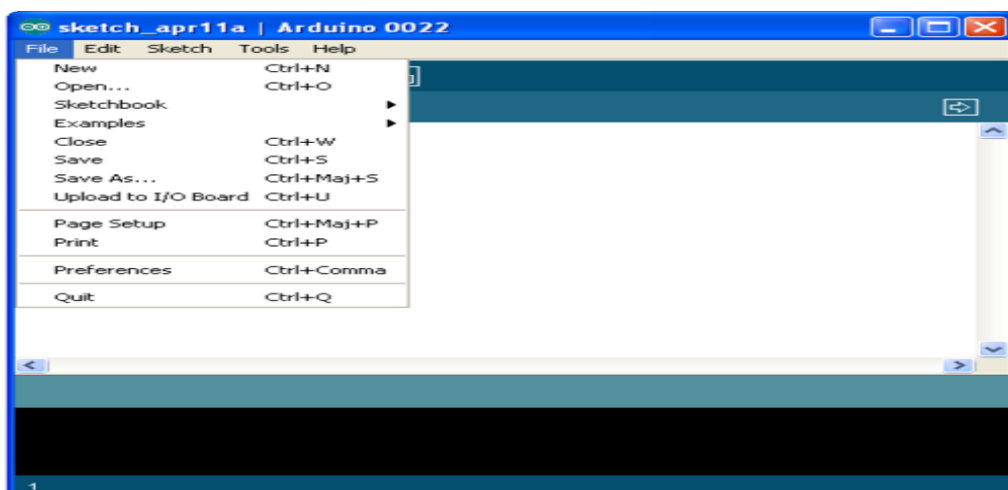 sketch_apr11a | Arduino 0022
File Edit Sketch Tools Help
New Ctrl+N
Open... Ctrl+O
Sketchbook
Examples
Close Ctrl+W
Save Ctrl+S
Save As... Ctrl+Maj+S
Upload to I/O Board Ctrl+U
Page Setup Ctrl+Maj+P
Print Ctrl+P
Preferences Ctrl+Comma
Quit Ctrl+Q
1